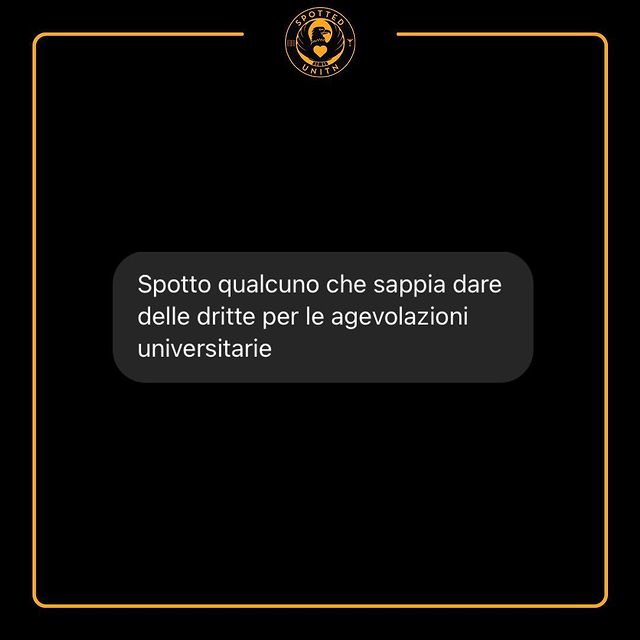 SPOTTED
UNITN
Spotto qualcuno che sappia dare
delle dritte per le agevolazioni
universitarie